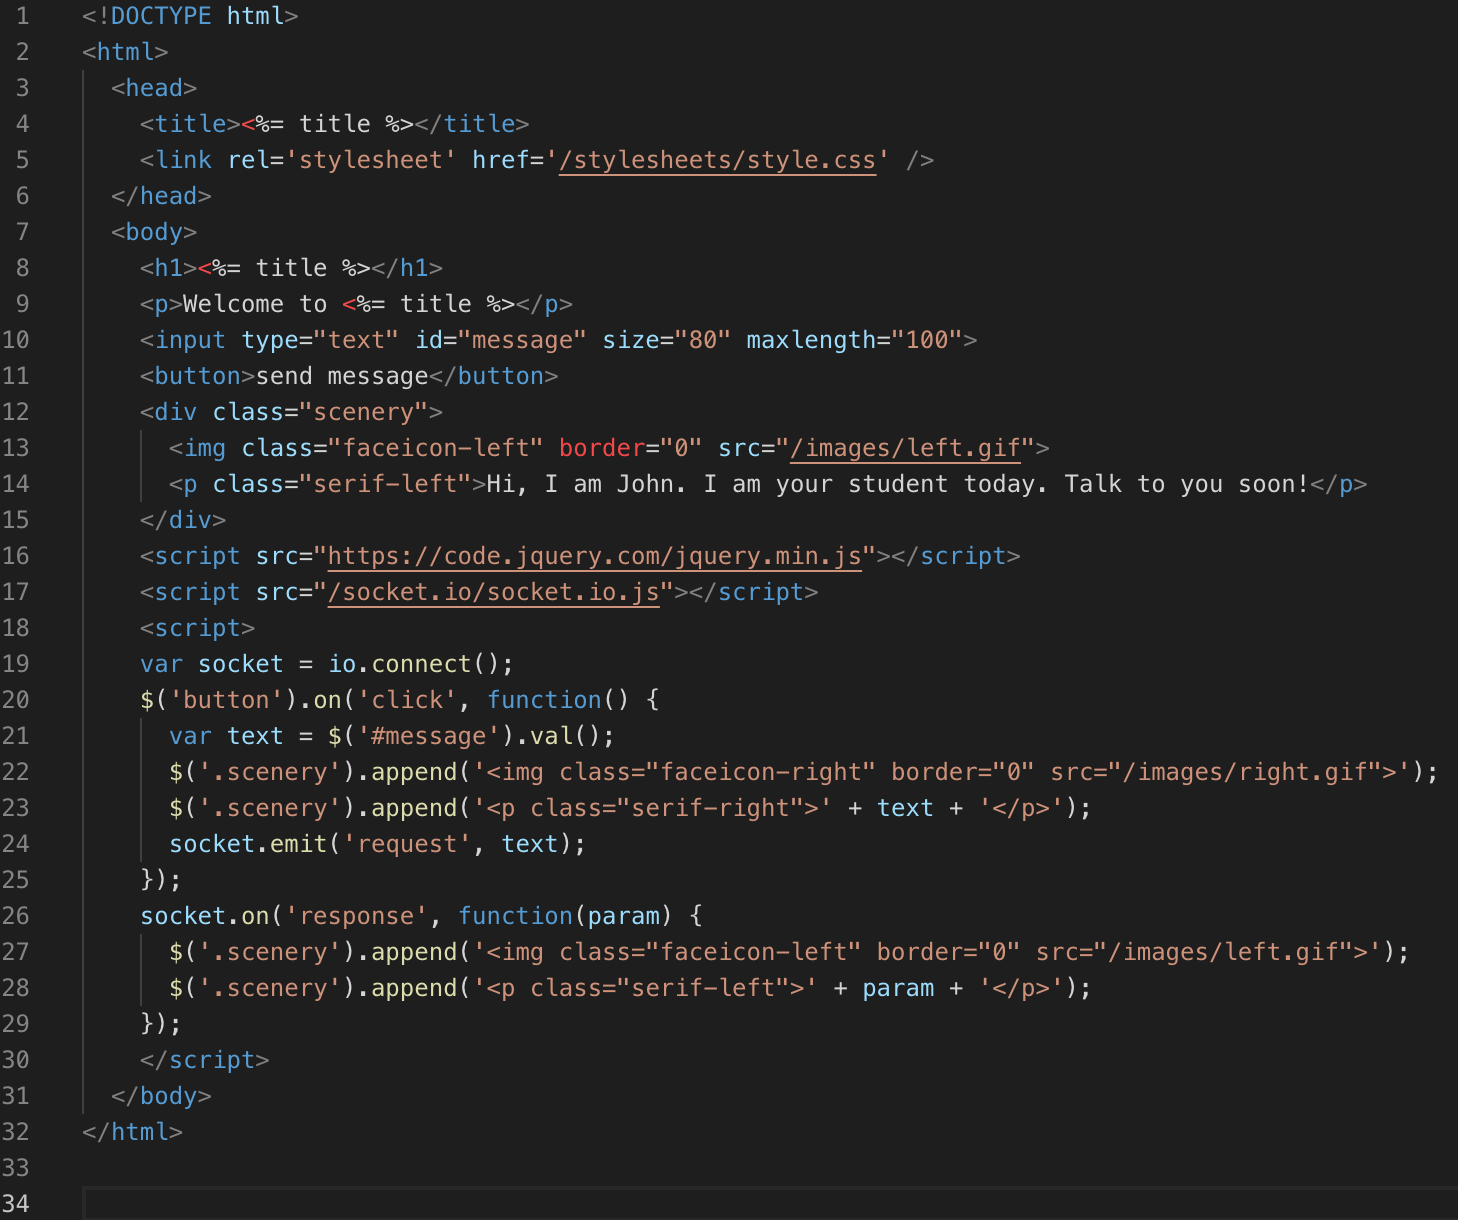 1 <!DOCTYPE html>
2 <html>
3   <head>
4     <title><%= title %></title>
5     <link rel='stylesheet' href='/stylesheets/style.css' />
6   </head>
7   <body>
8     <h1><%= title %></h1>
9     <p>Welcome to <%= title %></p>
10     <input type="text" id="message" size="80" maxlength="100">
11     <button>send message</button>
12     <div class="scenery">
13       <img class="faceicon-left" border="0" src="/images/left.gif">
14       <p class="serif-left">Hi, I am John. I am your student today. Talk to you soon!</p>
15     </div>
16     <script src="https://code.jquery.com/jquery.min.js"></script>
17     <script src="/socket.io/socket.io.js"></script>
18     <script>
19     var socket = io.connect();
20     $('button').on('click', function() {
21       var text = $('#message').val();
22       $('.scenery').append('<img class="faceicon-right" border="0" src="/images/right.gif">');
23       $('.scenery').append('<p class="serif-right">' + text + '</p>');
24       socket.emit('request', text);
25     });
26     socket.on('response', function(param) {
27       $('.scenery').append('<img class="faceicon-left" border="0" src="/images/left.gif">');
28       $('.scenery').append('<p class="serif-left">' + param + '</p>');
29     });
30     </script>
31   </body>
32 </html>
33
34